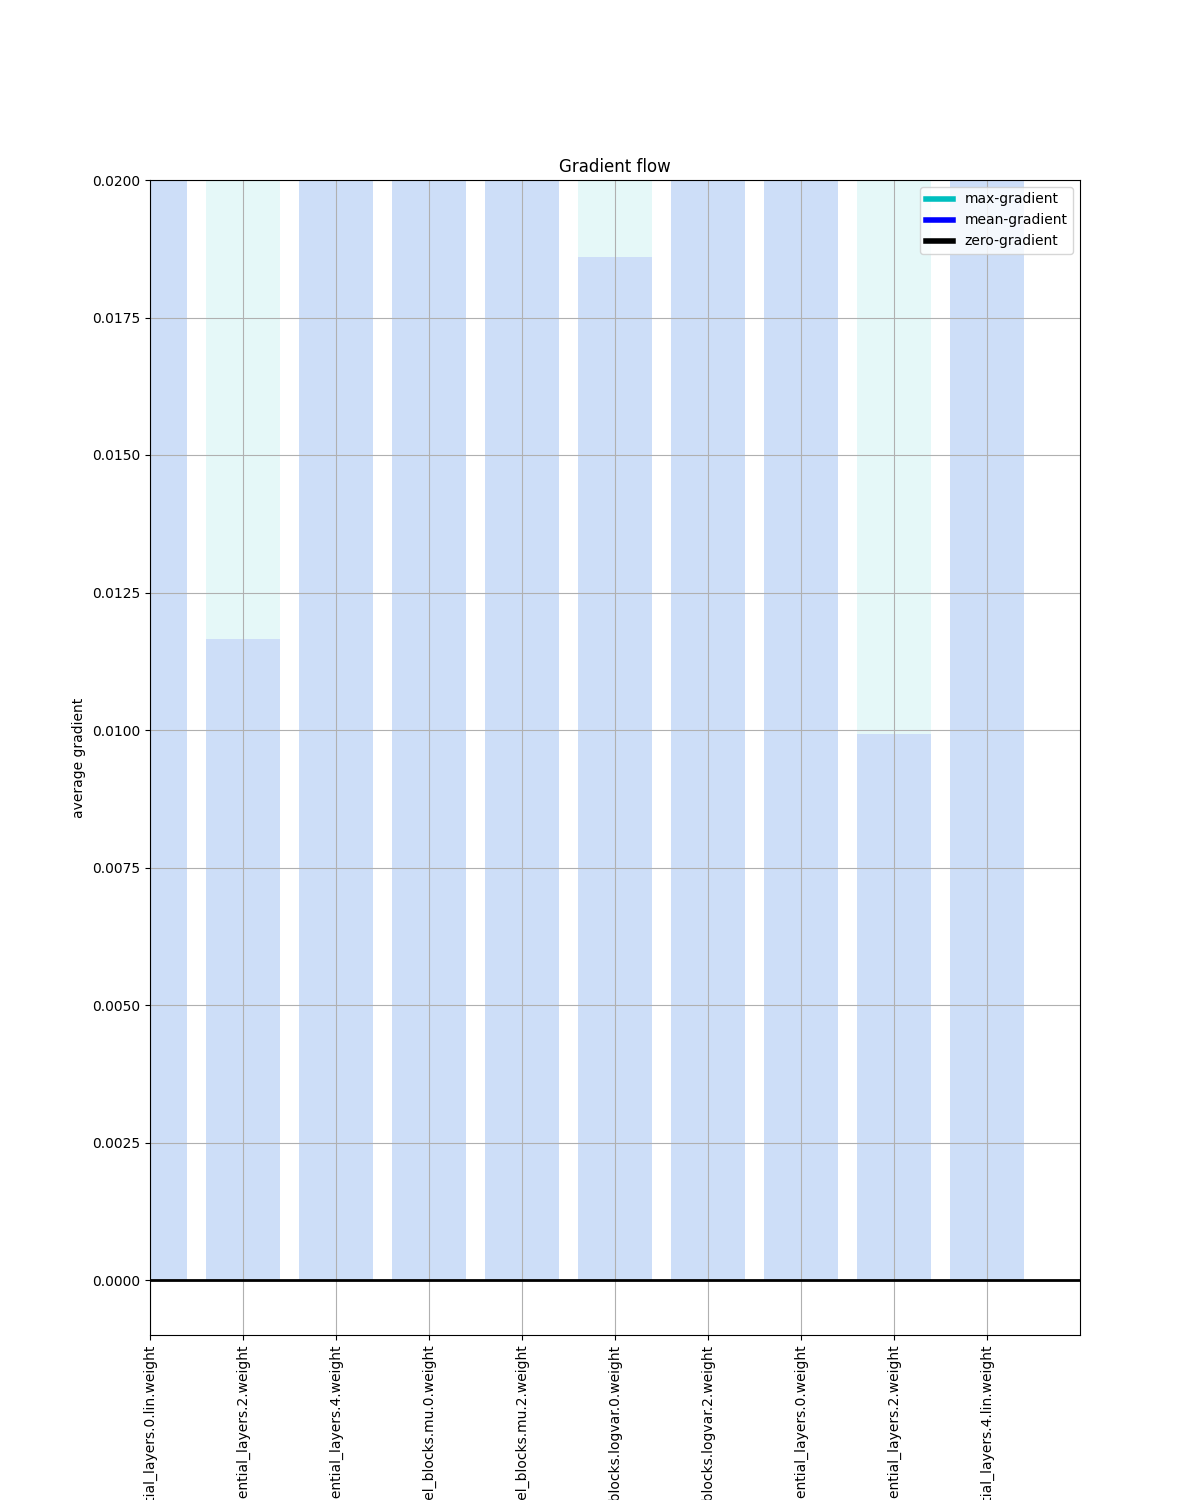 Gradient flow
max-gradient
mean-gradient
zero-gradient
0.0200
0.0175
0.0150
0.0125
0.0100
0.0075
0.0050
0.0025
0.0000
average gradient
tial_layers.0.lin.weight
ential_layers.2.weight
ential_layers.4.weight
el_blocks.mu.0.weight
el_blocks.mu.2.weight
blocks.logvar.0.weight
blocks.logvar.2.weight
ential_layers.0.weight
ential_layers.2.weight
tial_layers.4.lin.weight